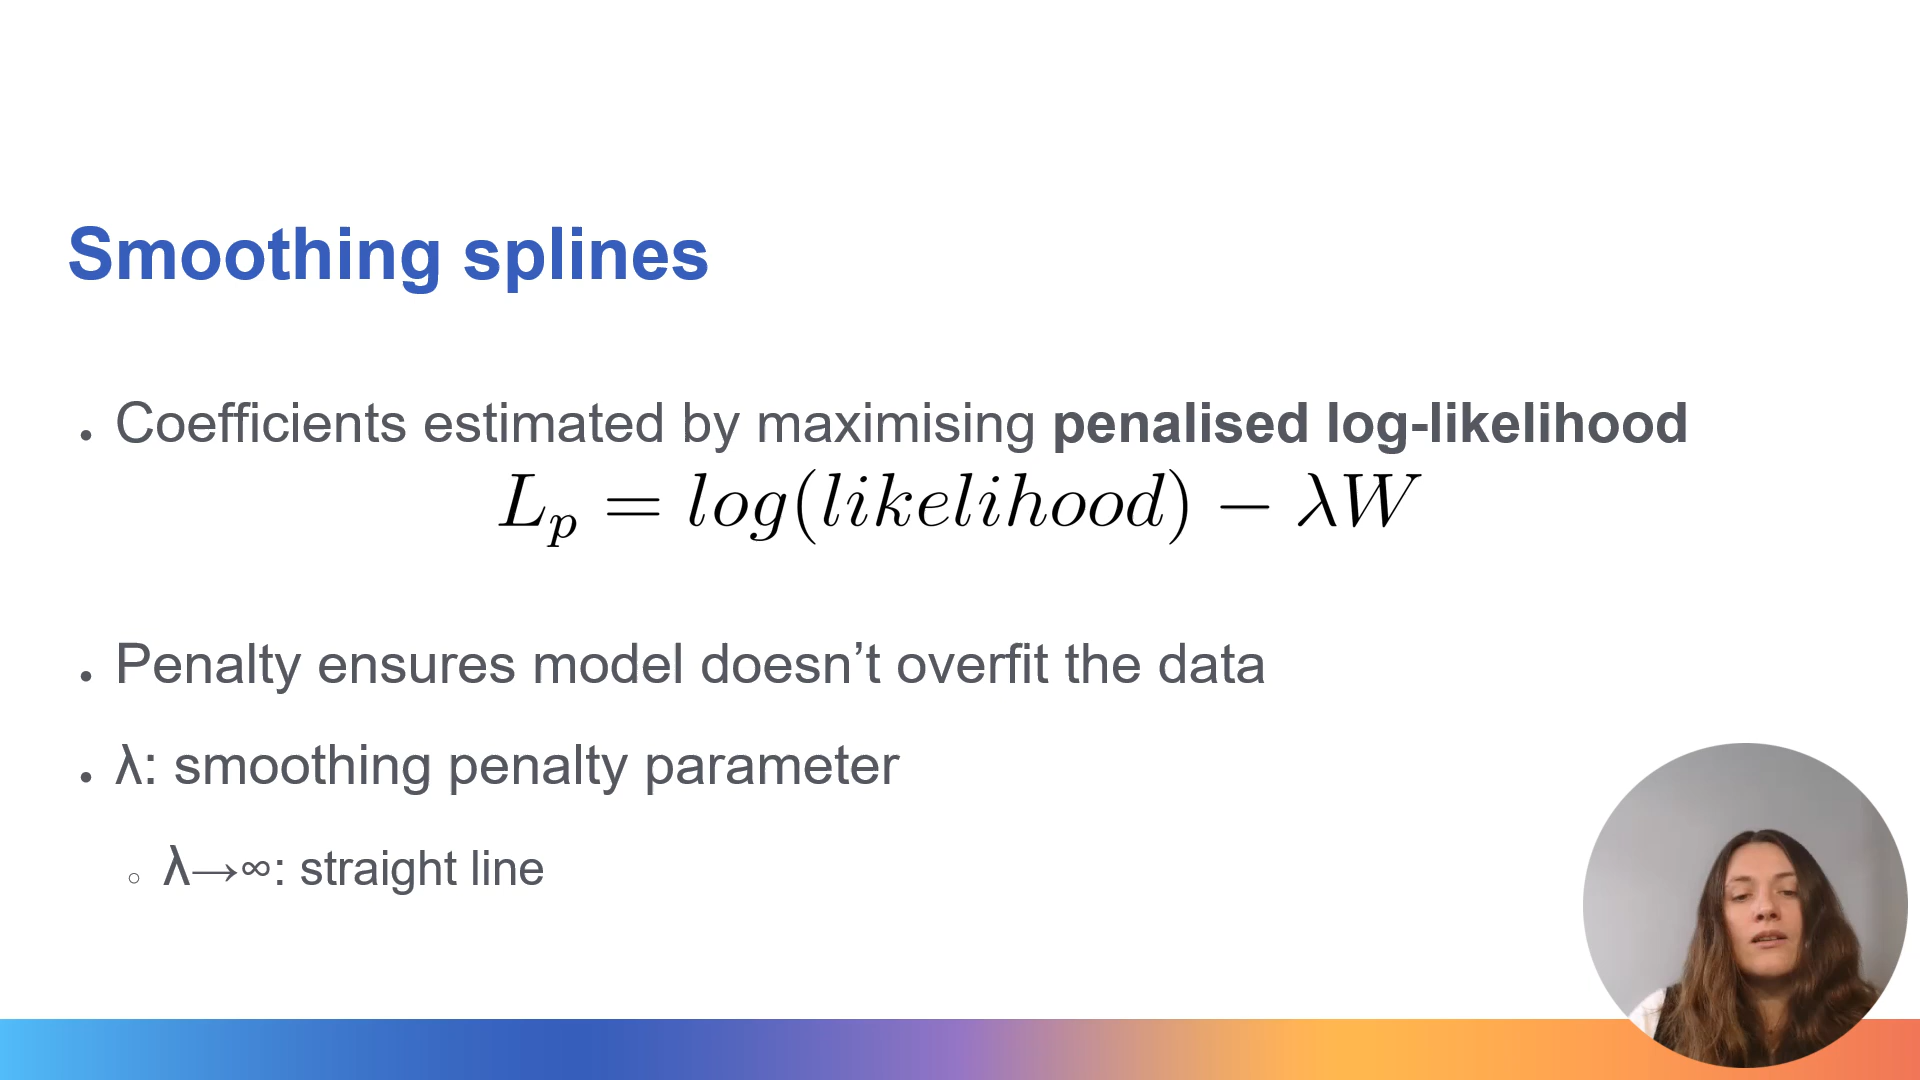 Smoothing splines
• Coefficients estimated by maximising penalised log-likelihood
L_p = log(likelihood) − λW
• Penalty ensures model doesn’t overfit the data
• λ: smoothing penalty parameter
○ λ→∞: straight line